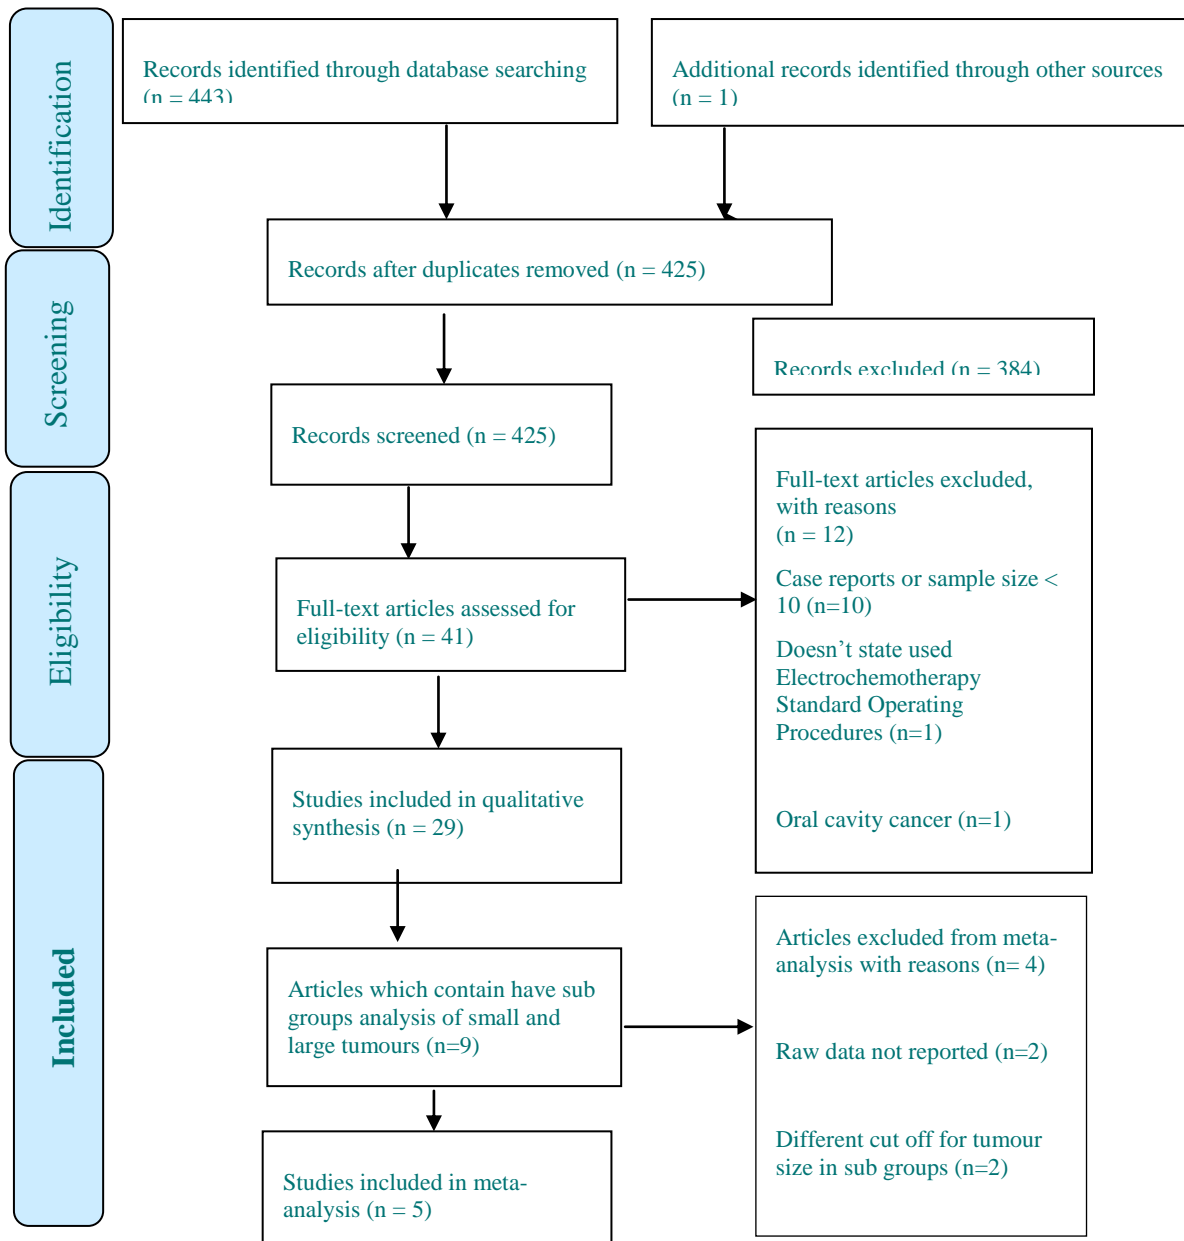 Identification
Records identified through database searching
(n = 443)
Additional records identified through other sources
(n = 1)
Records after duplicates removed (n = 425)
Screening
Records excluded (n = 384)
Records screened (n = 425)
Eligibility
Full-text articles assessed for
eligibility (n = 41)
Full-text articles excluded,
with reasons
(n = 12)
Case reports or sample size <
10 (n=10)
Doesn’t state used
Electrochemotherapy
Standard Operating
Procedures (n=1)
Oral cavity cancer (n=1)
Studies included in qualitative
synthesis (n = 29)
Included
Articles which contain have sub
groups analysis of small and
large tumours (n=9)
Articles excluded from meta-
analysis with reasons (n= 4)
Raw data not reported (n=2)
Different cut off for tumour
size in sub groups (n=2)
Studies included in meta-
analysis (n = 5)